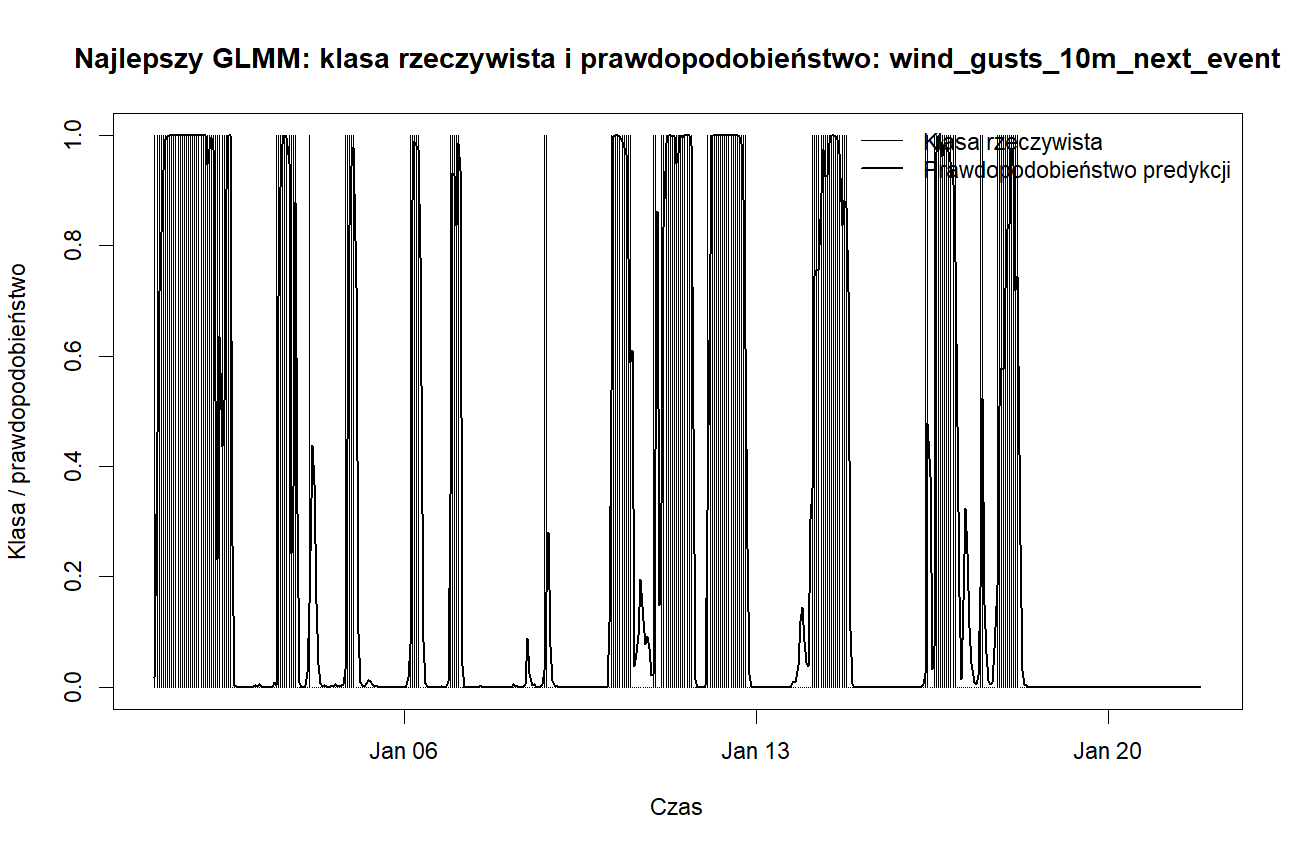 Najlepszy GLMM: klasa rzeczywista i prawdopodobieństwo: wind_gusts_10m_next_event
Klasa rzeczywista
Prawdopodobieństwo predykcji
Klasa / prawdopodobieństwo
1.0
0.8
0.6
0.4
0.2
0.0
Jan 06
Jan 13
Jan 20
Czas